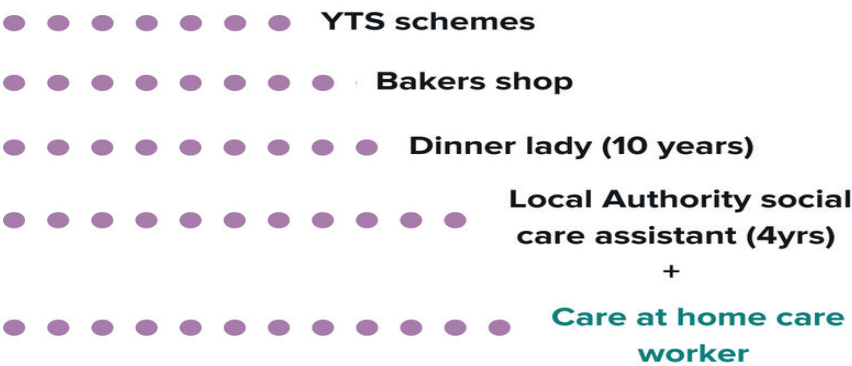 YTS schemes
Bakers shop
Dinner lady (10 years)
Local Authority social
care assistant (4yrs)
+
Care at home care
worker